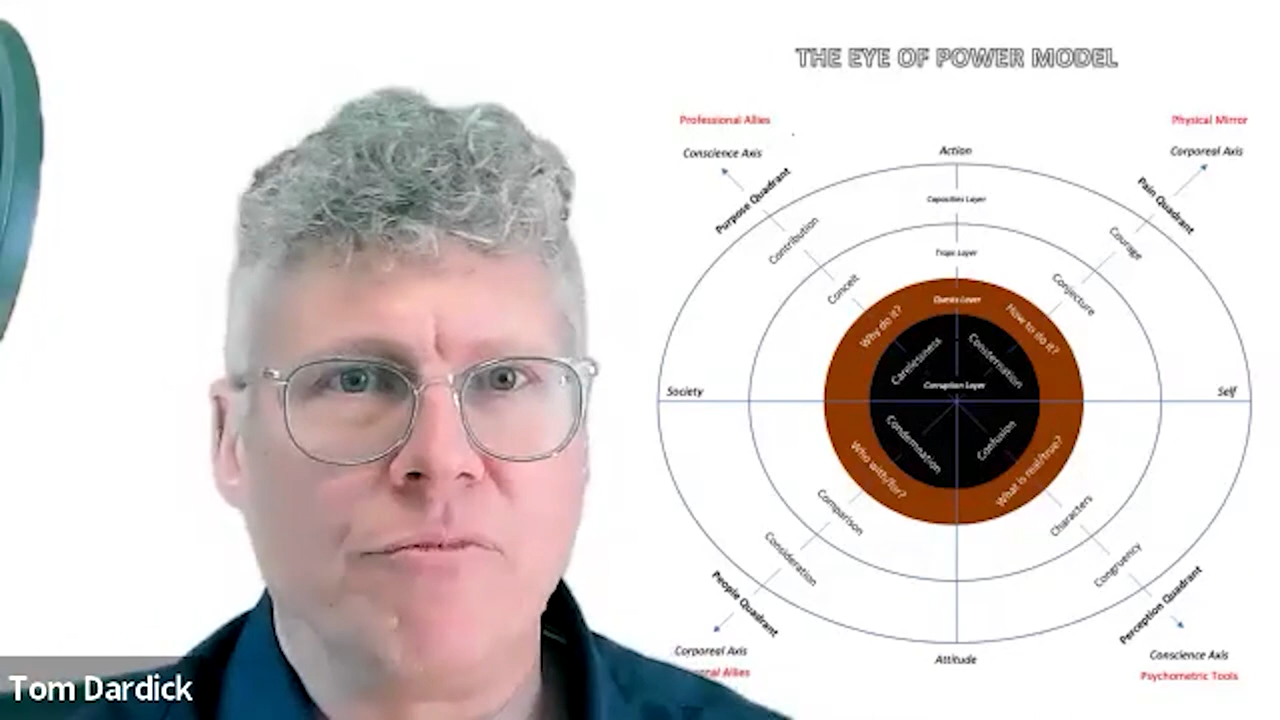 THE EYE OF POWER MODEL
Professional Allies
Physical Mirror
Conscience Axis
Action
Corporeal Axis
Purpose Quadrant
Pain Quadrant
Capacities Layer
Contribution
Courage
Traps Layer
Conceit
Conjecture
Quests Layer
Why do it?
How to do it?
Carelessness
Consternation
Corruption Layer
Society
Self
Condemnation
Confusion
Who with/for?
What is real/true?
Comparison
Characters
Consideration
Congruency
People Quadrant
Perception Quadrant
Corporeal Axis
Attitude
Conscience Axis
Allies
Psychometric Tools
Tom Dardick